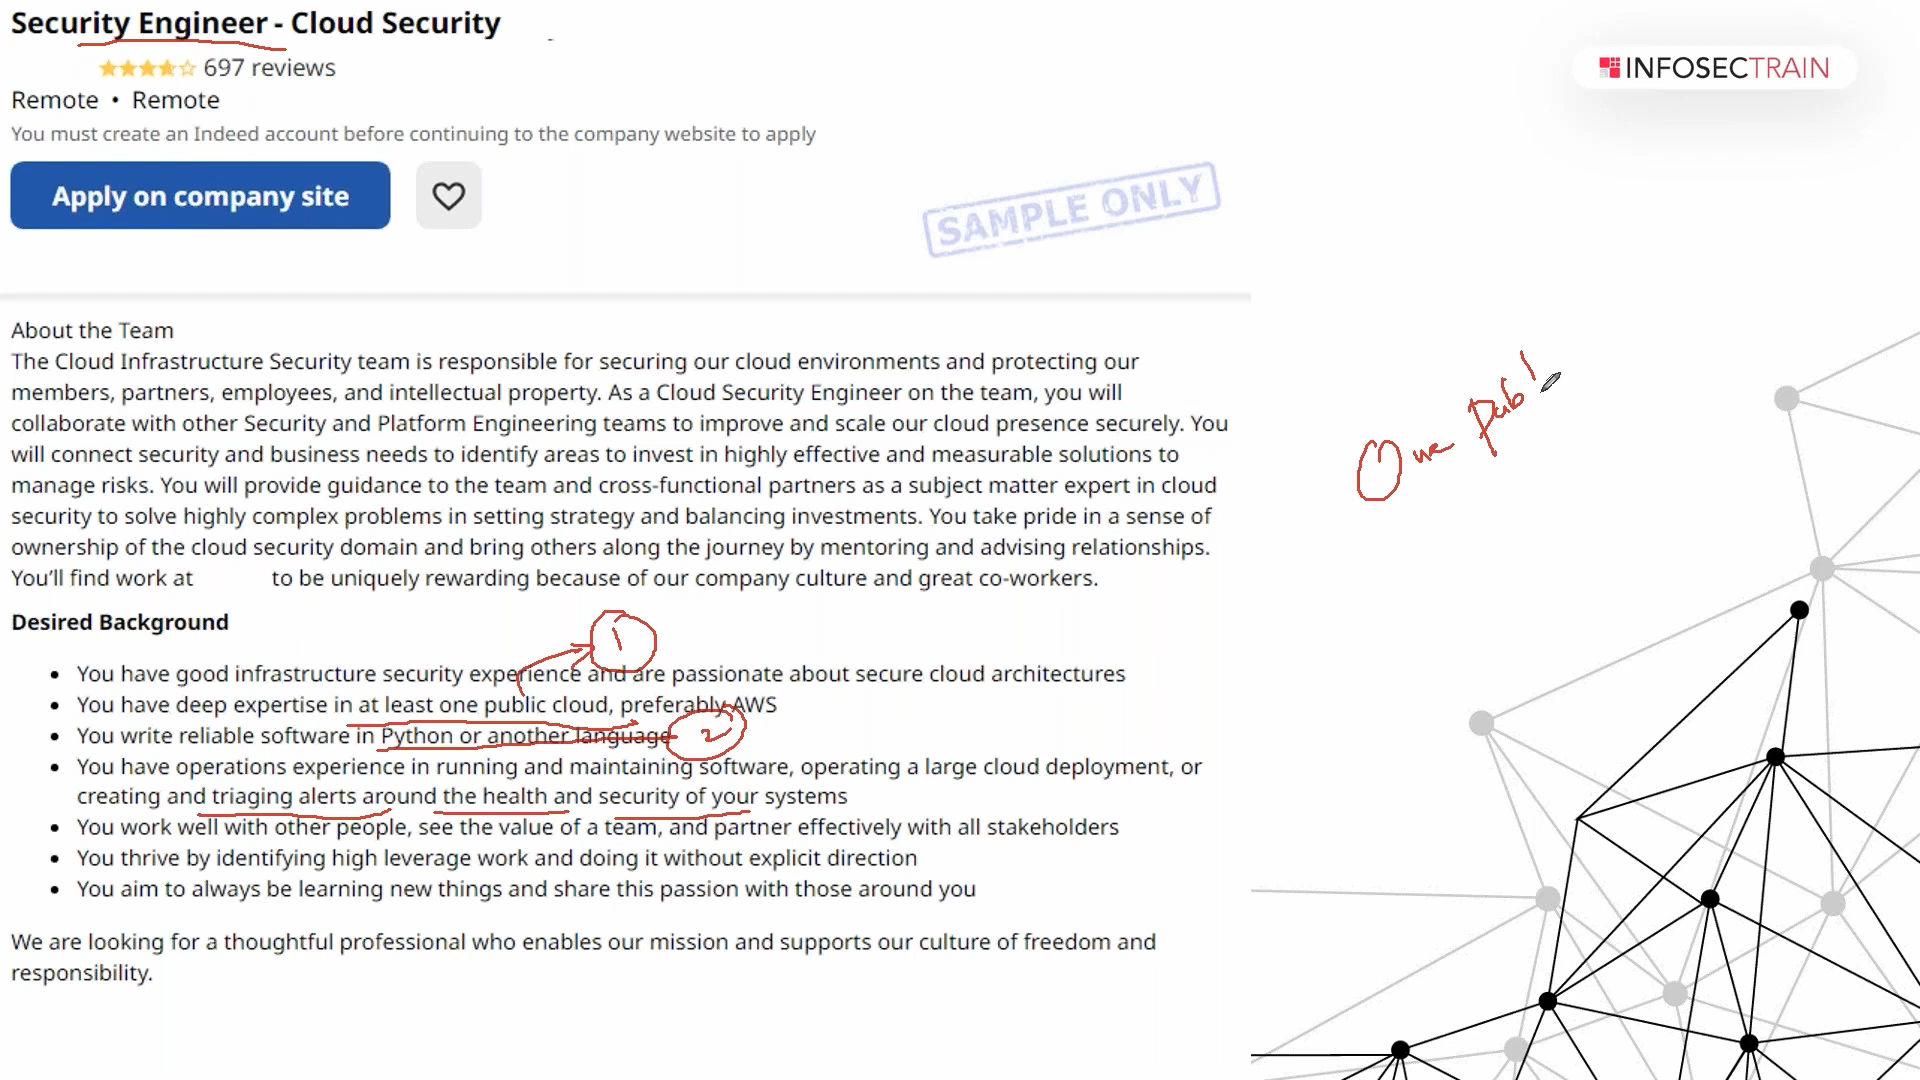 Security Engineer - Cloud Security
697 reviews
Remote • Remote
You must create an Indeed account before continuing to the company website to apply
Apply on company site
SAMPLE ONLY
INFOSECTRAIN
About the Team
The Cloud Infrastructure Security team is responsible for securing our cloud environments and protecting our
members, partners, employees, and intellectual property. As a Cloud Security Engineer on the team, you will
collaborate with other Security and Platform Engineering teams to improve and scale our cloud presence securely. You
will connect security and business needs to identify areas to invest in highly effective and measurable solutions to
manage risks. You will provide guidance to the team and cross-functional partners as a subject matter expert in cloud
security to solve highly complex problems in setting strategy and balancing investments. You take pride in a sense of
ownership of the cloud security domain and bring others along the journey by mentoring and advising relationships.
You’ll find work at to be uniquely rewarding because of our company culture and great co-workers.
Desired Background
1
• You have good infrastructure security experience and are passionate about secure cloud architectures
• You have deep expertise in at least one public cloud, preferably AWS
• You write reliable software in Python or another language
2
• You have operations experience in running and maintaining software, operating a large cloud deployment, or
creating and triaging alerts around the health and security of your systems
• You work well with other people, see the value of a team, and partner effectively with all stakeholders
• You thrive by identifying high leverage work and doing it without explicit direction
• You aim to always be learning new things and share this passion with those around you
We are looking for a thoughtful professional who enables our mission and supports our culture of freedom and
responsibility.
One publ